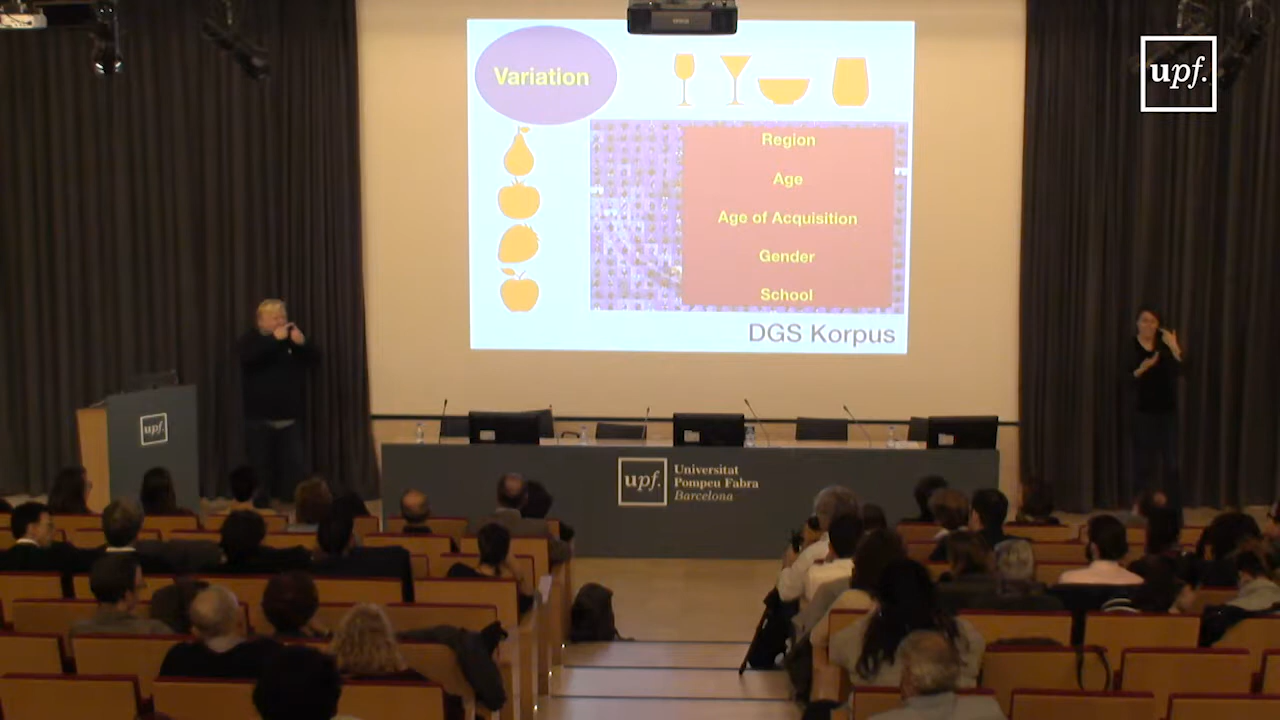 Variation
Region
Age
Age of Acquisition
Gender
School
DGS Korpus
upf.
upf.
upf.
Universitat
Pompeu Fabra
Barcelona